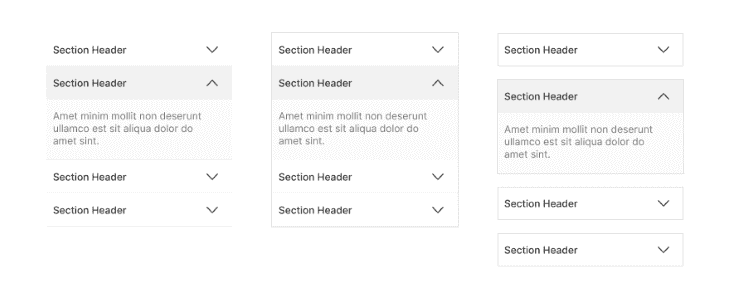 Section Header
Section Header
Amet minim mollit non deserunt
ullamco est sit aliqua dolor do
amet sint.
Section Header
Section Header
Section Header
Section Header
Amet minim mollit non deserunt
ullamco est sit aliqua dolor do
amet sint.
Section Header
Section Header
Section Header
Section Header
Amet minim mollit non deserunt
ullamco est sit aliqua dolor do
amet sint.
Section Header
Section Header